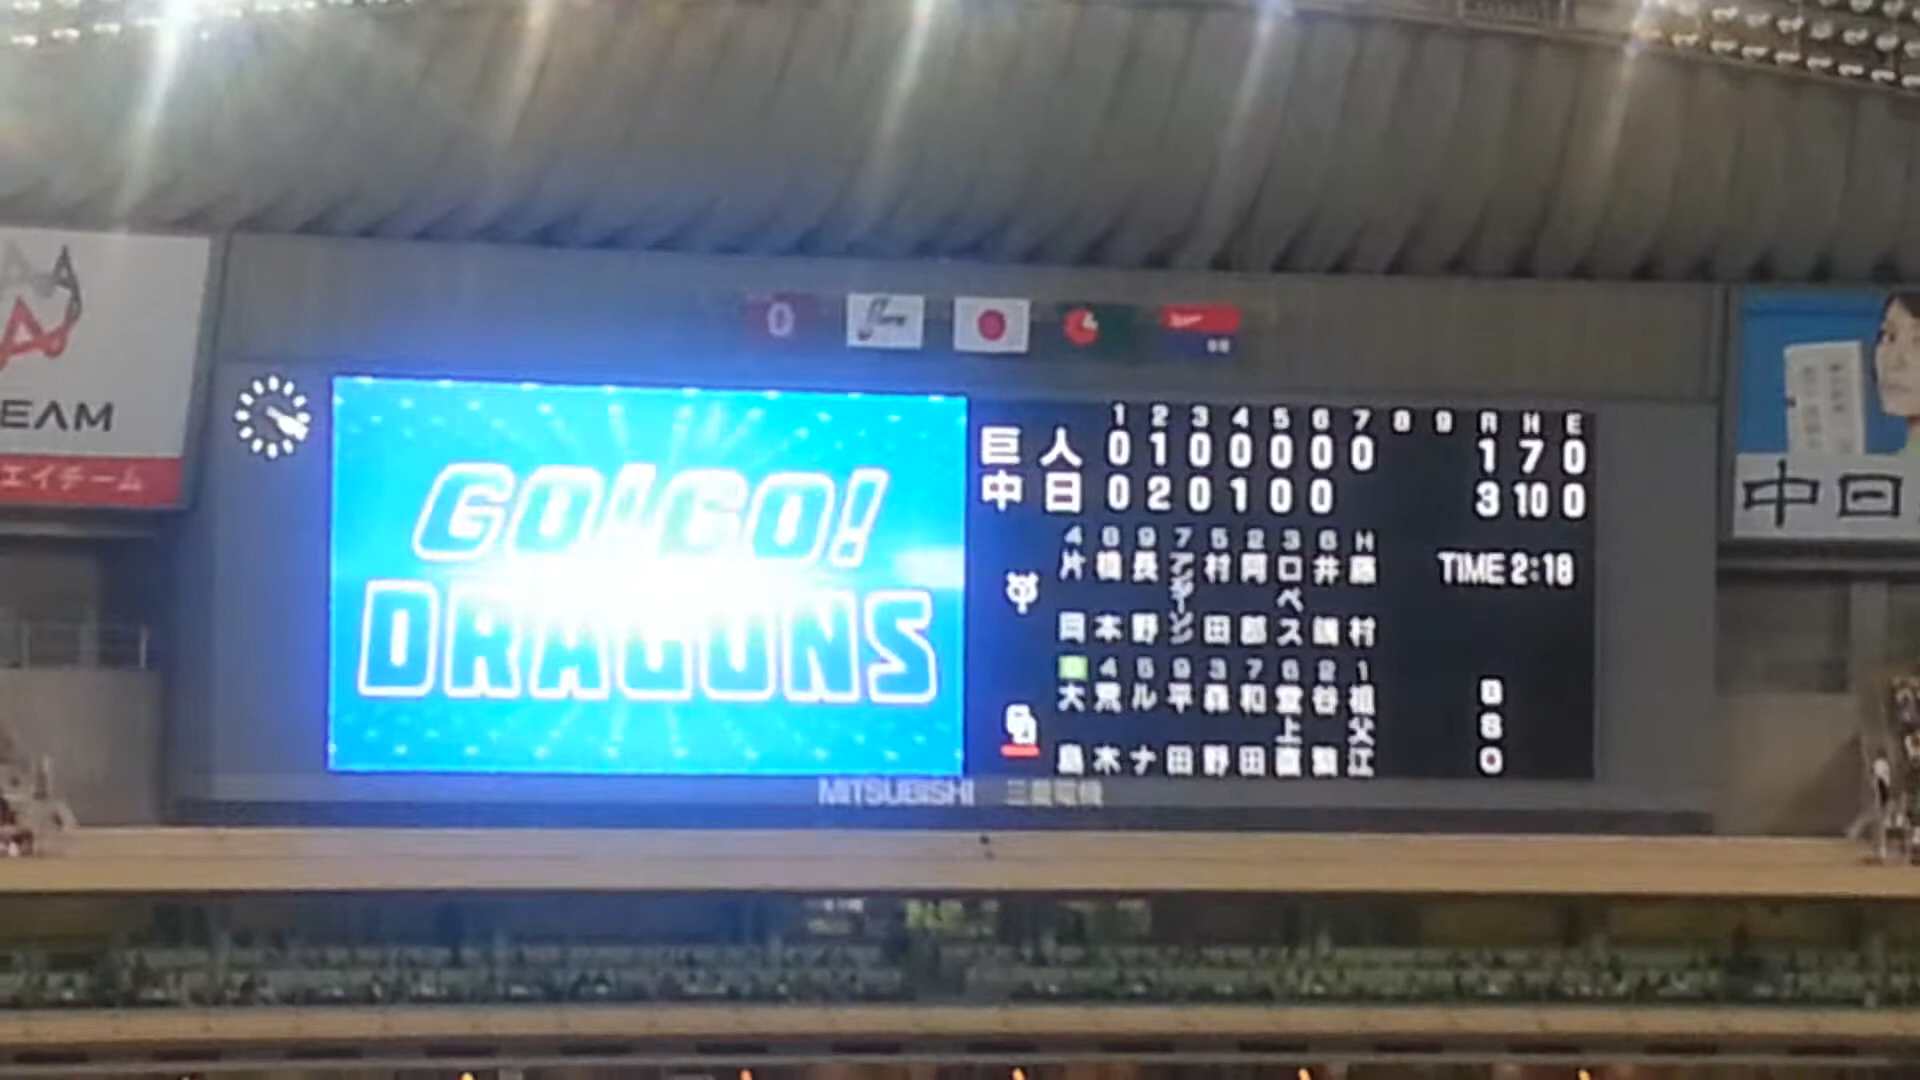 EAM
エイチーム
GO!GO!
DRAGONS
1 2 3 4 5 6 7 8 9 R H E
巨人 0 1 0 0 0 0 0 1 7 0
中日 0 2 0 1 0 0 3 10 0
4 6 9 7 5 2 3 6 H
片岡 橋本 長野 アンダーソン 村田 阿部 ロペス 井端 藤村
TIME 2:18
4 5 9 3 7 6 2 1
大島 荒木 ルナ 平田 森野 和田 堂上直 谷繁 祖父江
B
S
O
MITSUBISHI 三菱電機
中日